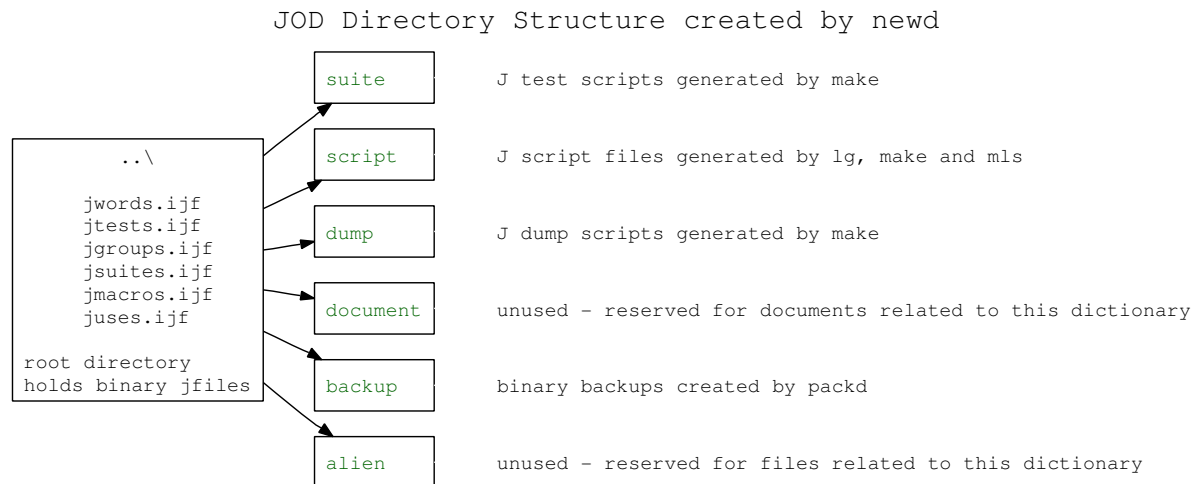 JOD Directory Structure created by newd
suite
J test scripts generated by make
script
J script files generated by lg, make and mls
..\
jwords.ijf
jtests.ijf
jgroups.ijf
jsuites.ijf
jmacros.ijf
juses.ijf
root directory
holds binary jfiles
dump
J dump scripts generated by make
document
unused - reserved for documents related to this dictionary
backup
binary backups created by packd
alien
unused - reserved for files related to this dictionary